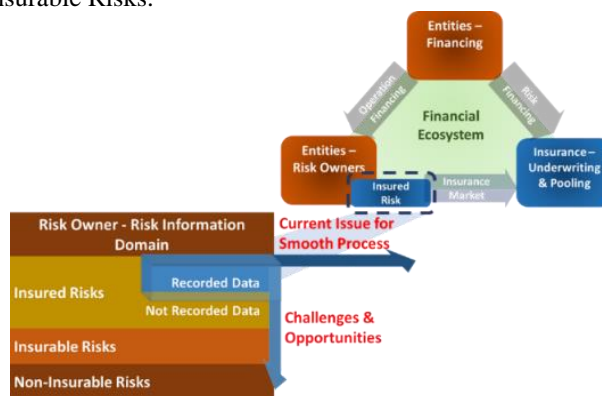 nsurable Risks.
Entities –
Financing
Operation
Financing
Risk
Financing
Financial
Ecosystem
Entities –
Risk Owners
Insurance –
Underwriting
& Pooling
Insured
Risk
Insurance
Market
Risk Owner - Risk Information
Domain
Current Issue for
Smooth Process
Insured Risks
Recorded Data
Not Recorded Data
Challenges &
Opportunities
Insurable Risks
Non-Insurable Risks